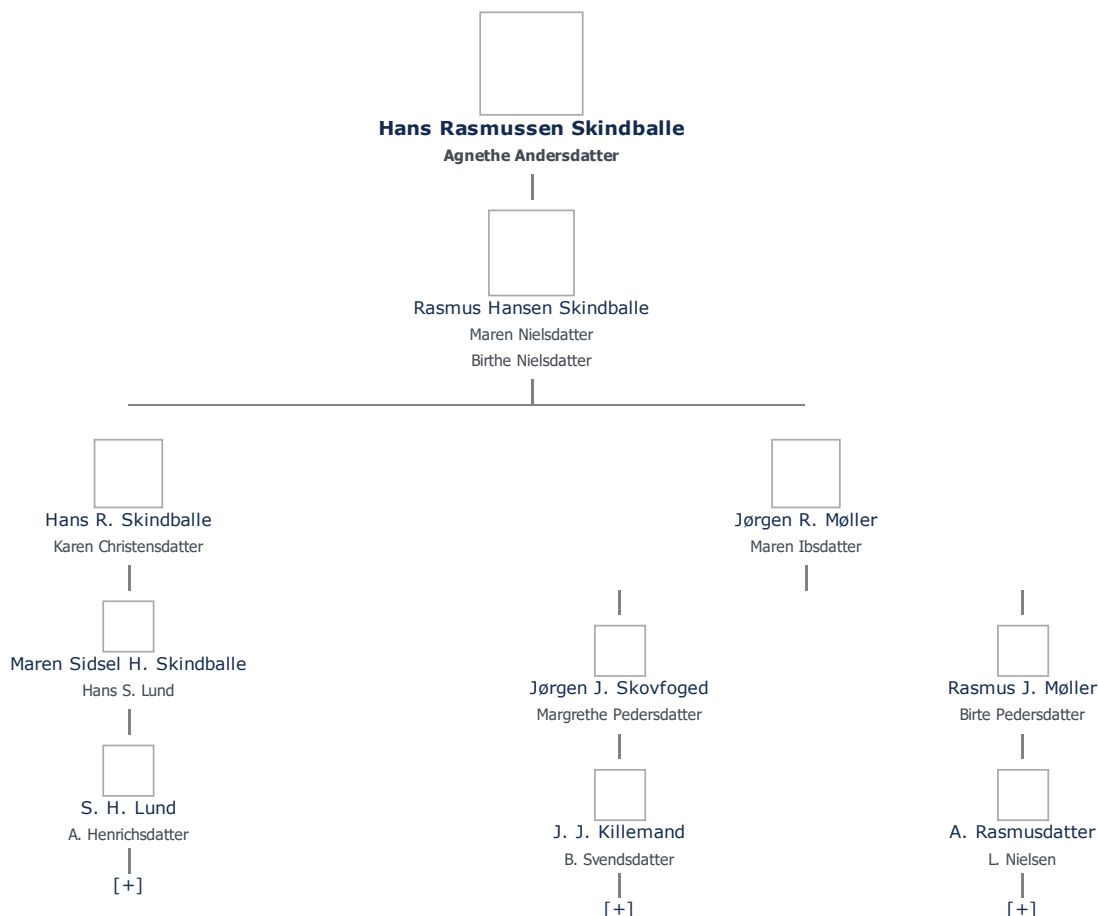 Hans Rasmussen Skindballe
Agnethe Andersdatter
Rasmus Hansen Skindballe
Maren Nielsdatter
Birthe Nielsdatter
Hans R. Skindballe
Karen Christensdatter
Jørgen R. Møller
Maren Ibsdatter
Maren Sidsel H. Skindballe
Hans S. Lund
Jørgen J. Skovfoged
Margrethe Pedersdatter
Rasmus J. Møller
Birte Pedersdatter
S. H. Lund
A. Henrichsdatter
[+]
J. J. Killemand
B. Svendsdatter
[+]
A. Rasmusdatter
L. Nielsen
[+]